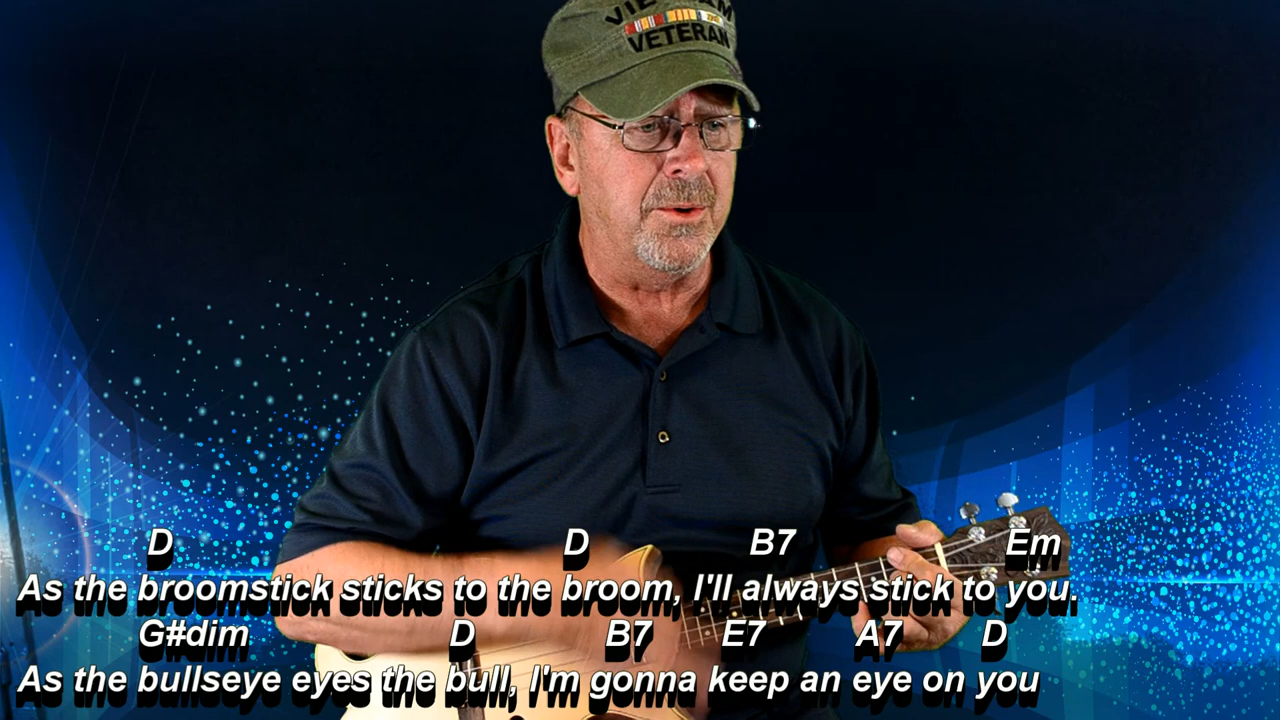 VIETNAM
VETERAN
D D B7 Em
As the broomstick sticks to the broom, I'll always stick to you.
G#dim D B7 E7 A7 D
As the bullseye eyes the bull, I'm gonna keep an eye on you